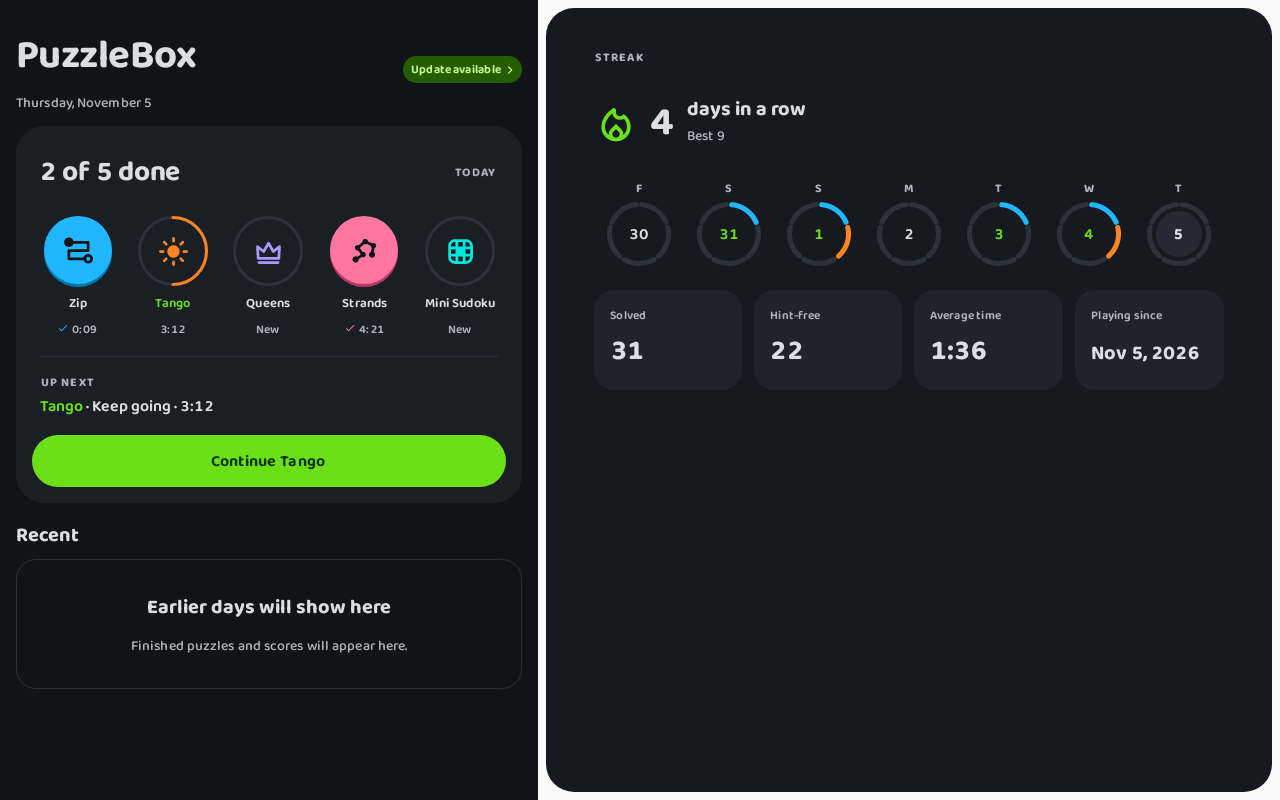 PuzzleBox
Update available
Thursday, November 5
2 of 5 done
TODAY
Zip
Tango
Queens
Strands
Mini Sudoku
0:09
3:12
New
4:21
New
UP NEXT
Tango · Keep going · 3:12
Continue Tango
Recent
Earlier days will show here
Finished puzzles and scores will appear here.
STREAK
4
days in a row
Best 9
F S S M T W T
30 31 1 2 3 4 5
Solved
31
Hint-free
22
Average time
1:36
Playing since
Nov 5, 2026